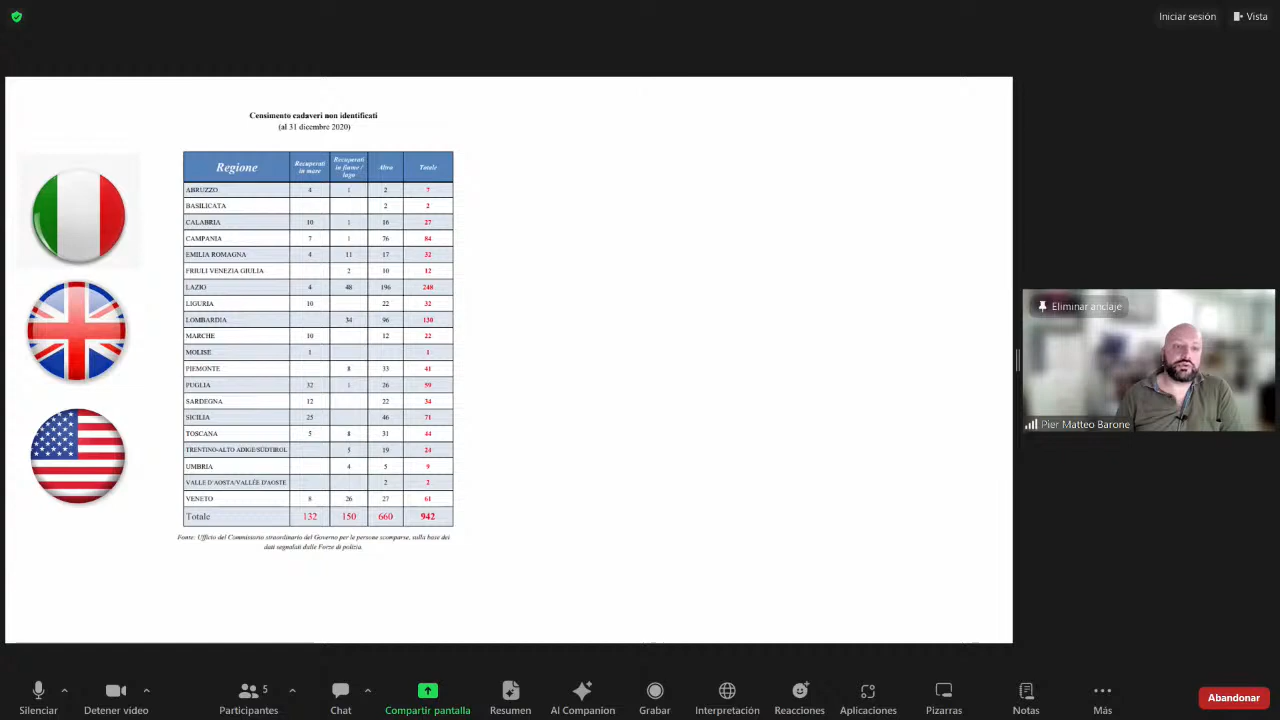 Iniciar sesión
Vista
Censimento cadaveri non identificati
(al 31 dicembre 2020)
Regione Recuperati in mare Recuperati in fiume / lago Altro Totale
ABRUZZO 4 1 2 7
BASILICATA 2 2
CALABRIA 10 1 16 27
CAMPANIA 7 1 76 84
EMILIA ROMAGNA 4 11 17 32
FRIULI VENEZIA GIULIA 2 10 12
LAZIO 4 48 196 248
LIGURIA 10 22 32
LOMBARDIA 34 96 130
MARCHE 10 12 22
MOLISE 1 1
PIEMONTE 8 33 41
PUGLIA 32 1 26 59
SARDEGNA 12 22 34
SICILIA 25 46 71
TOSCANA 5 8 31 44
TRENTINO-ALTO ADIGE/SÜDTIROL 5 19 24
UMBRIA 4 5 9
VALLE D'AOSTA/VALLÉE D'AOSTE 2 2
VENETO 8 26 27 61
Totale 132 150 660 942
Fonte: Ufficio del Commissario straordinario del Governo per le persone scomparse, sulla base dei
dati segnalati dalle Forze di polizia.
Eliminar anclaje
Pier Matteo Barone
Silenciar
Detener video
5
Participantes
Chat
Compartir pantalla
Resumen
AI Companion
Grabar
Interpretación
Reacciones
Aplicaciones
Pizarras
Notas
Más
Abandonar